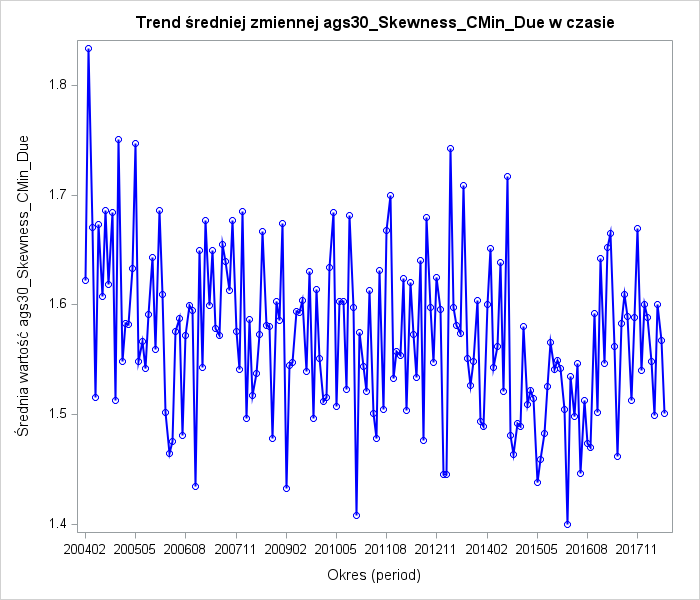 Trend średniej zmiennej ags30_Skewness_CMin_Due w czasie
Średnia wartość ags30_Skewness_CMin_Due
1.8
1.7
1.6
1.5
1.4
200402 200505 200608 200711 200902 201005 201108 201211 201402 201505 201608 201711
Okres (period)